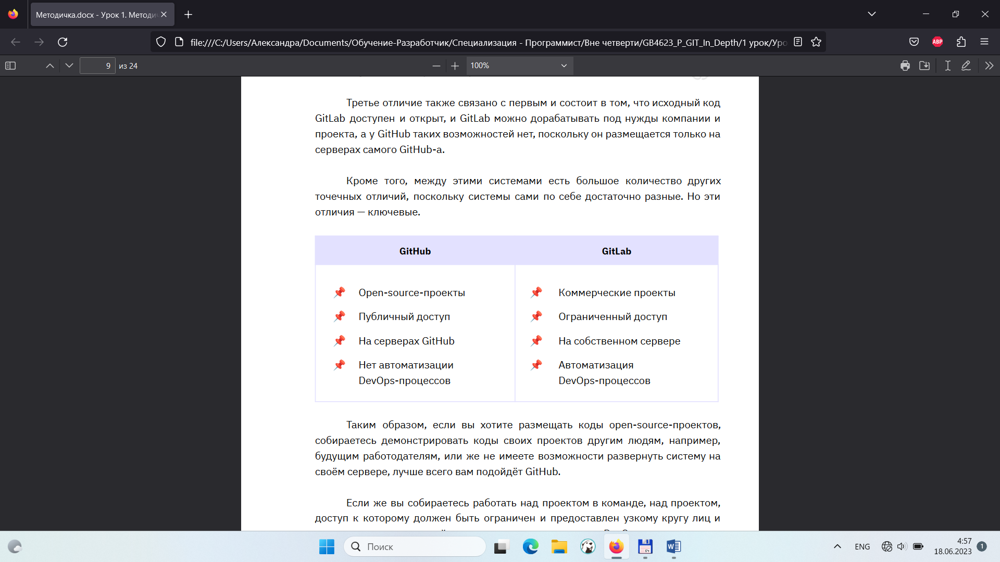 Методичка.docx - Урок 1. Методи
file:///C:/Users/Александра/Documents/Обучение-Разработчик/Специализация - Программист/Вне четверти/GB4623_P_GIT_In_Depth/1 урок/Уро
ABP
9 из 24
100%
Третье отличие также связано с первым и состоит в том, что исходный код
GitLab доступен и открыт, и GitLab можно дорабатывать под нужды компании и
проекта, а у GitHub таких возможностей нет, поскольку он размещается только на
серверах самого GitHub-а.
Кроме того, между этими системами есть большое количество других
точечных отличий, поскольку системы сами по себе достаточно разные. Но эти
отличия — ключевые.
GitHub
GitLab
Open-source-проекты
Публичный доступ
На серверах GitHub
Нет автоматизации
DevOps-процессов
Коммерческие проекты
Ограниченный доступ
На собственном сервере
Автоматизация
DevOps-процессов
Таким образом, если вы хотите размещать коды open-source-проектов,
собираетесь демонстрировать коды своих проектов другим людям, например,
будущим работодателям, или же не имеете возможности развернуть систему на
своём сервере, лучше всего вам подойдёт GitHub.
Если же вы собираетесь работать над проектом в команде, над проектом,
доступ к которому должен быть ограничен и предоставлен узкому кругу лиц и
Поиск
64
W
ENG
4:57
18.06.2023
1